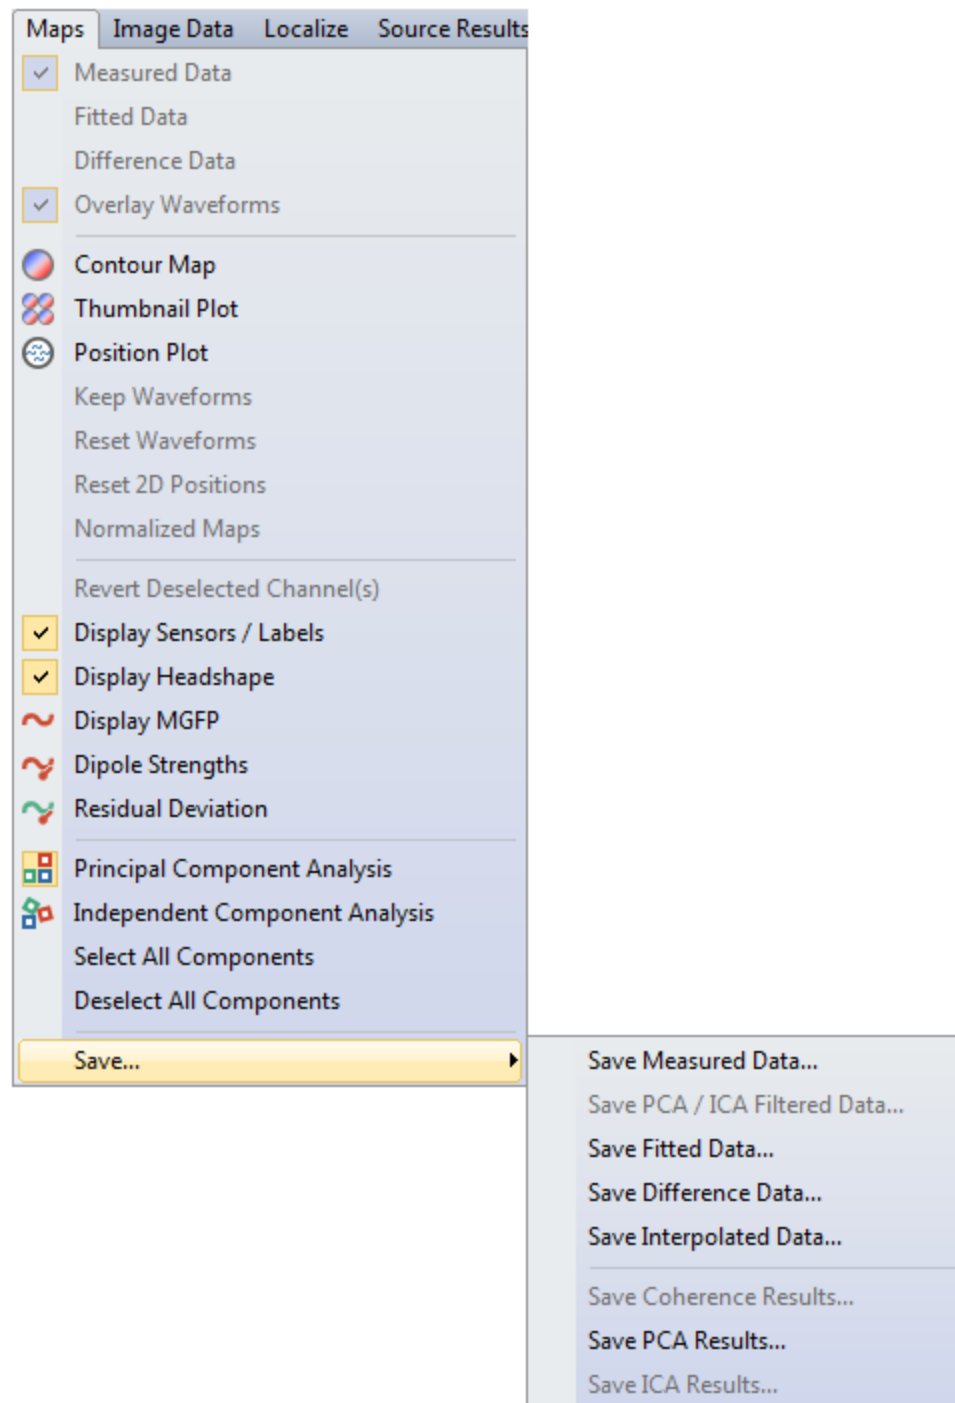 Maps Image Data Localize Source Results
Measured Data
Fitted Data
Difference Data
Overlay Waveforms
Contour Map
Thumbnail Plot
Position Plot
Keep Waveforms
Reset Waveforms
Reset 2D Positions
Normalized Maps
Revert Deselected Channel(s)
Display Sensors / Labels
Display Headshape
Display MGFP
Dipole Strengths
Residual Deviation
Principal Component Analysis
Independent Component Analysis
Select All Components
Deselect All Components
Save...
Save Measured Data...
Save PCA / ICA Filtered Data...
Save Fitted Data...
Save Difference Data...
Save Interpolated Data...
Save Coherence Results...
Save PCA Results...
Save ICA Results...